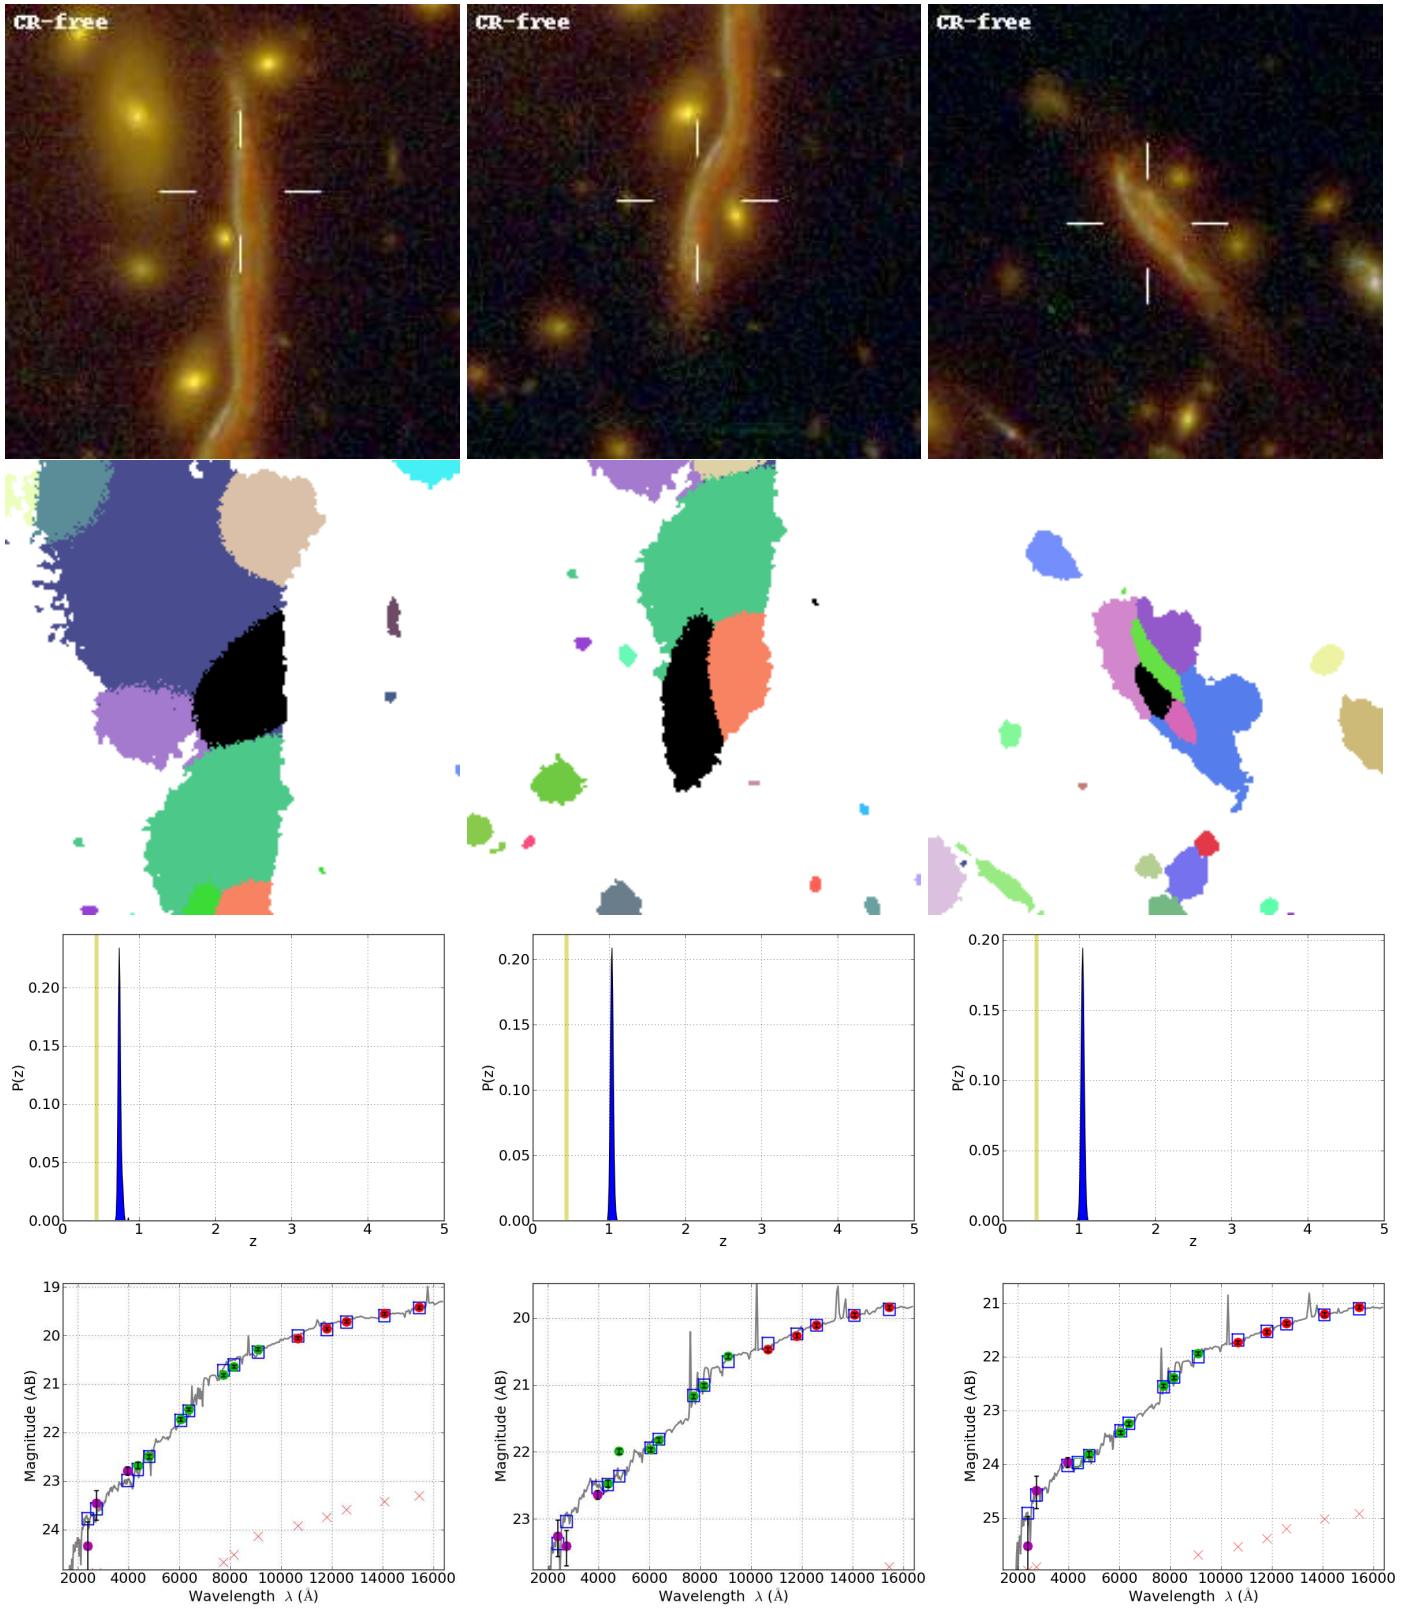 CR-free CR-free CR-free
0.20 0.15 0.10 0.05 0.00
P(z)
0 1 2 3 4 5
z
0.20 0.15 0.10 0.05 0.00
P(z)
0 1 2 3 4 5
z
0.20 0.15 0.10 0.05 0.00
P(z)
0 1 2 3 4 5
z
19 20 21 22 23 24
Magnitude (AB)
2000 4000 6000 8000 10000 12000 14000 16000
Wavelength λ (Å)
20 21 22 23
Magnitude (AB)
2000 4000 6000 8000 10000 12000 14000 16000
Wavelength λ (Å)
21 22 23 24 25
Magnitude (AB)
2000 4000 6000 8000 10000 12000 14000 16000
Wavelength λ (Å)